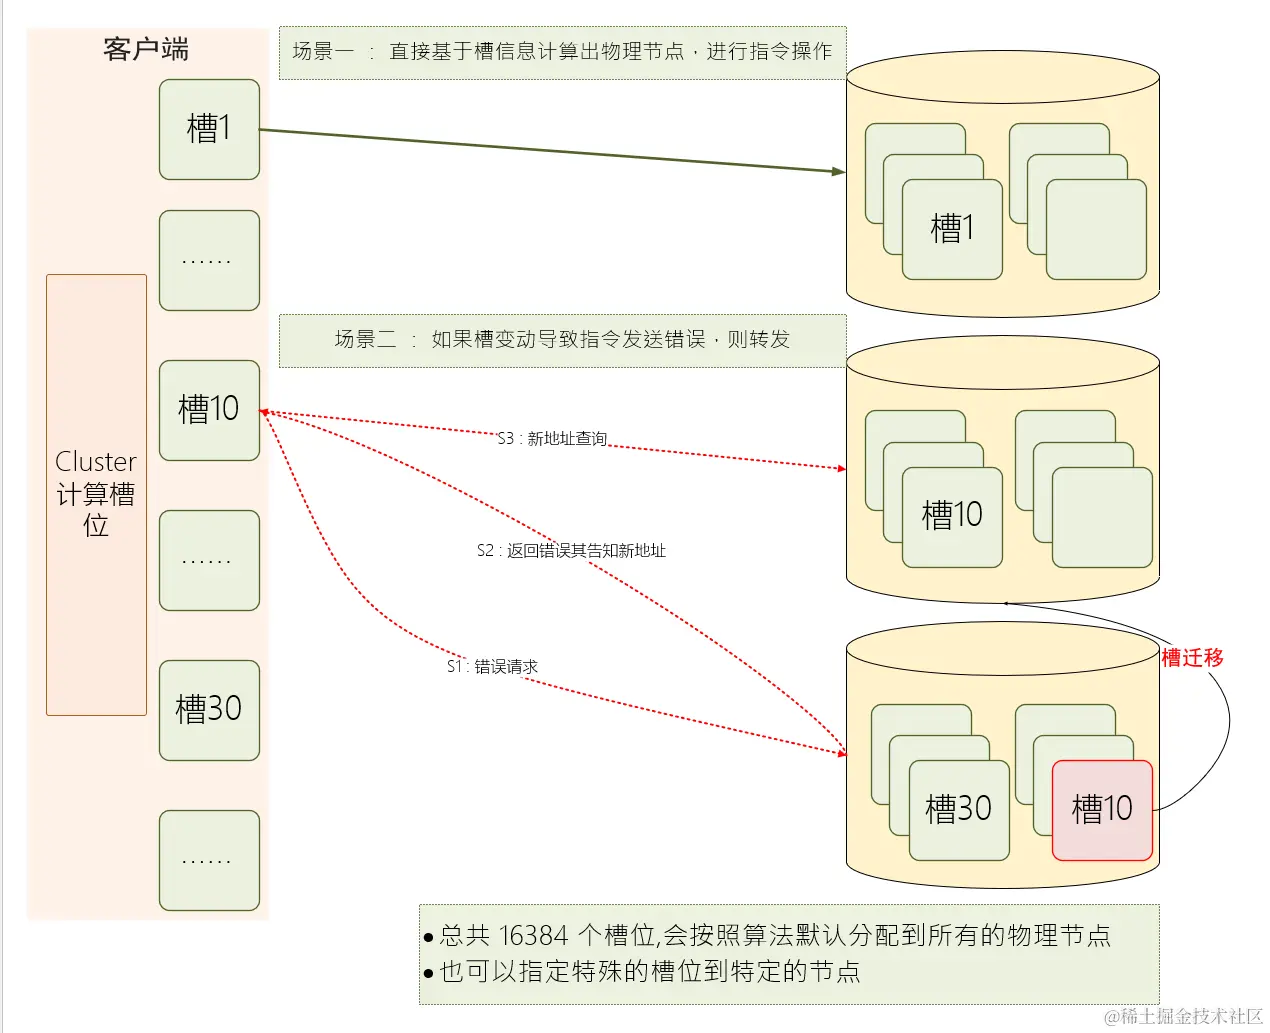 客户端
场景一 ： 直接基于槽信息计算出物理节点，进行指令操作
槽1
......
槽1
场景二 ： 如果槽变动导致指令发送错误，则转发
Cluster
计算槽
位
槽10
S3 : 新地址查询
槽10
S2 : 返回错误其告知新地址
......
S1 : 错误请求
槽迁移
槽30
槽30
槽10
......
●总共 16384 个槽位,会按照算法默认分配到所有的物理节点
●也可以指定特殊的槽位到特定的节点
@稀土掘金技术社区